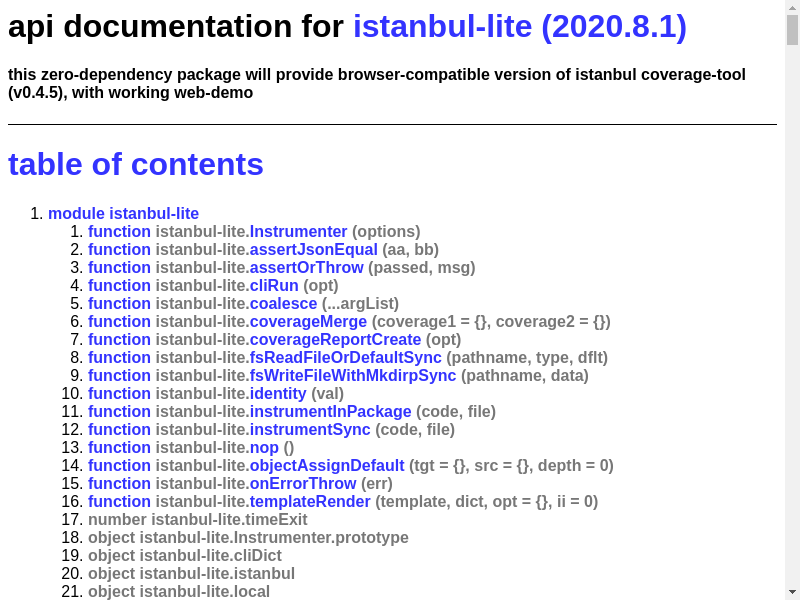 api documentation for istanbul-lite (2020.8.1)
this zero-dependency package will provide browser-compatible version of istanbul coverage-tool
(v0.4.5), with working web-demo
table of contents
1. module istanbul-lite
1. function istanbul-lite.Instrumenter (options)
2. function istanbul-lite.assertJsonEqual (aa, bb)
3. function istanbul-lite.assertOrThrow (passed, msg)
4. function istanbul-lite.cliRun (opt)
5. function istanbul-lite.coalesce (...argList)
6. function istanbul-lite.coverageMerge (coverage1 = {}, coverage2 = {})
7. function istanbul-lite.coverageReportCreate (opt)
8. function istanbul-lite.fsReadFileOrDefaultSync (pathname, type, dflt)
9. function istanbul-lite.fsWriteFileWithMkdirpSync (pathname, data)
10. function istanbul-lite.identity (val)
11. function istanbul-lite.instrumentInPackage (code, file)
12. function istanbul-lite.instrumentSync (code, file)
13. function istanbul-lite.nop ()
14. function istanbul-lite.objectAssignDefault (tgt = {}, src = {}, depth = 0)
15. function istanbul-lite.onErrorThrow (err)
16. function istanbul-lite.templateRender (template, dict, opt = {}, ii = 0)
17. number istanbul-lite.timeExit
18. object istanbul-lite.Instrumenter.prototype
19. object istanbul-lite.cliDict
20. object istanbul-lite.istanbul
21. object istanbul-lite.local